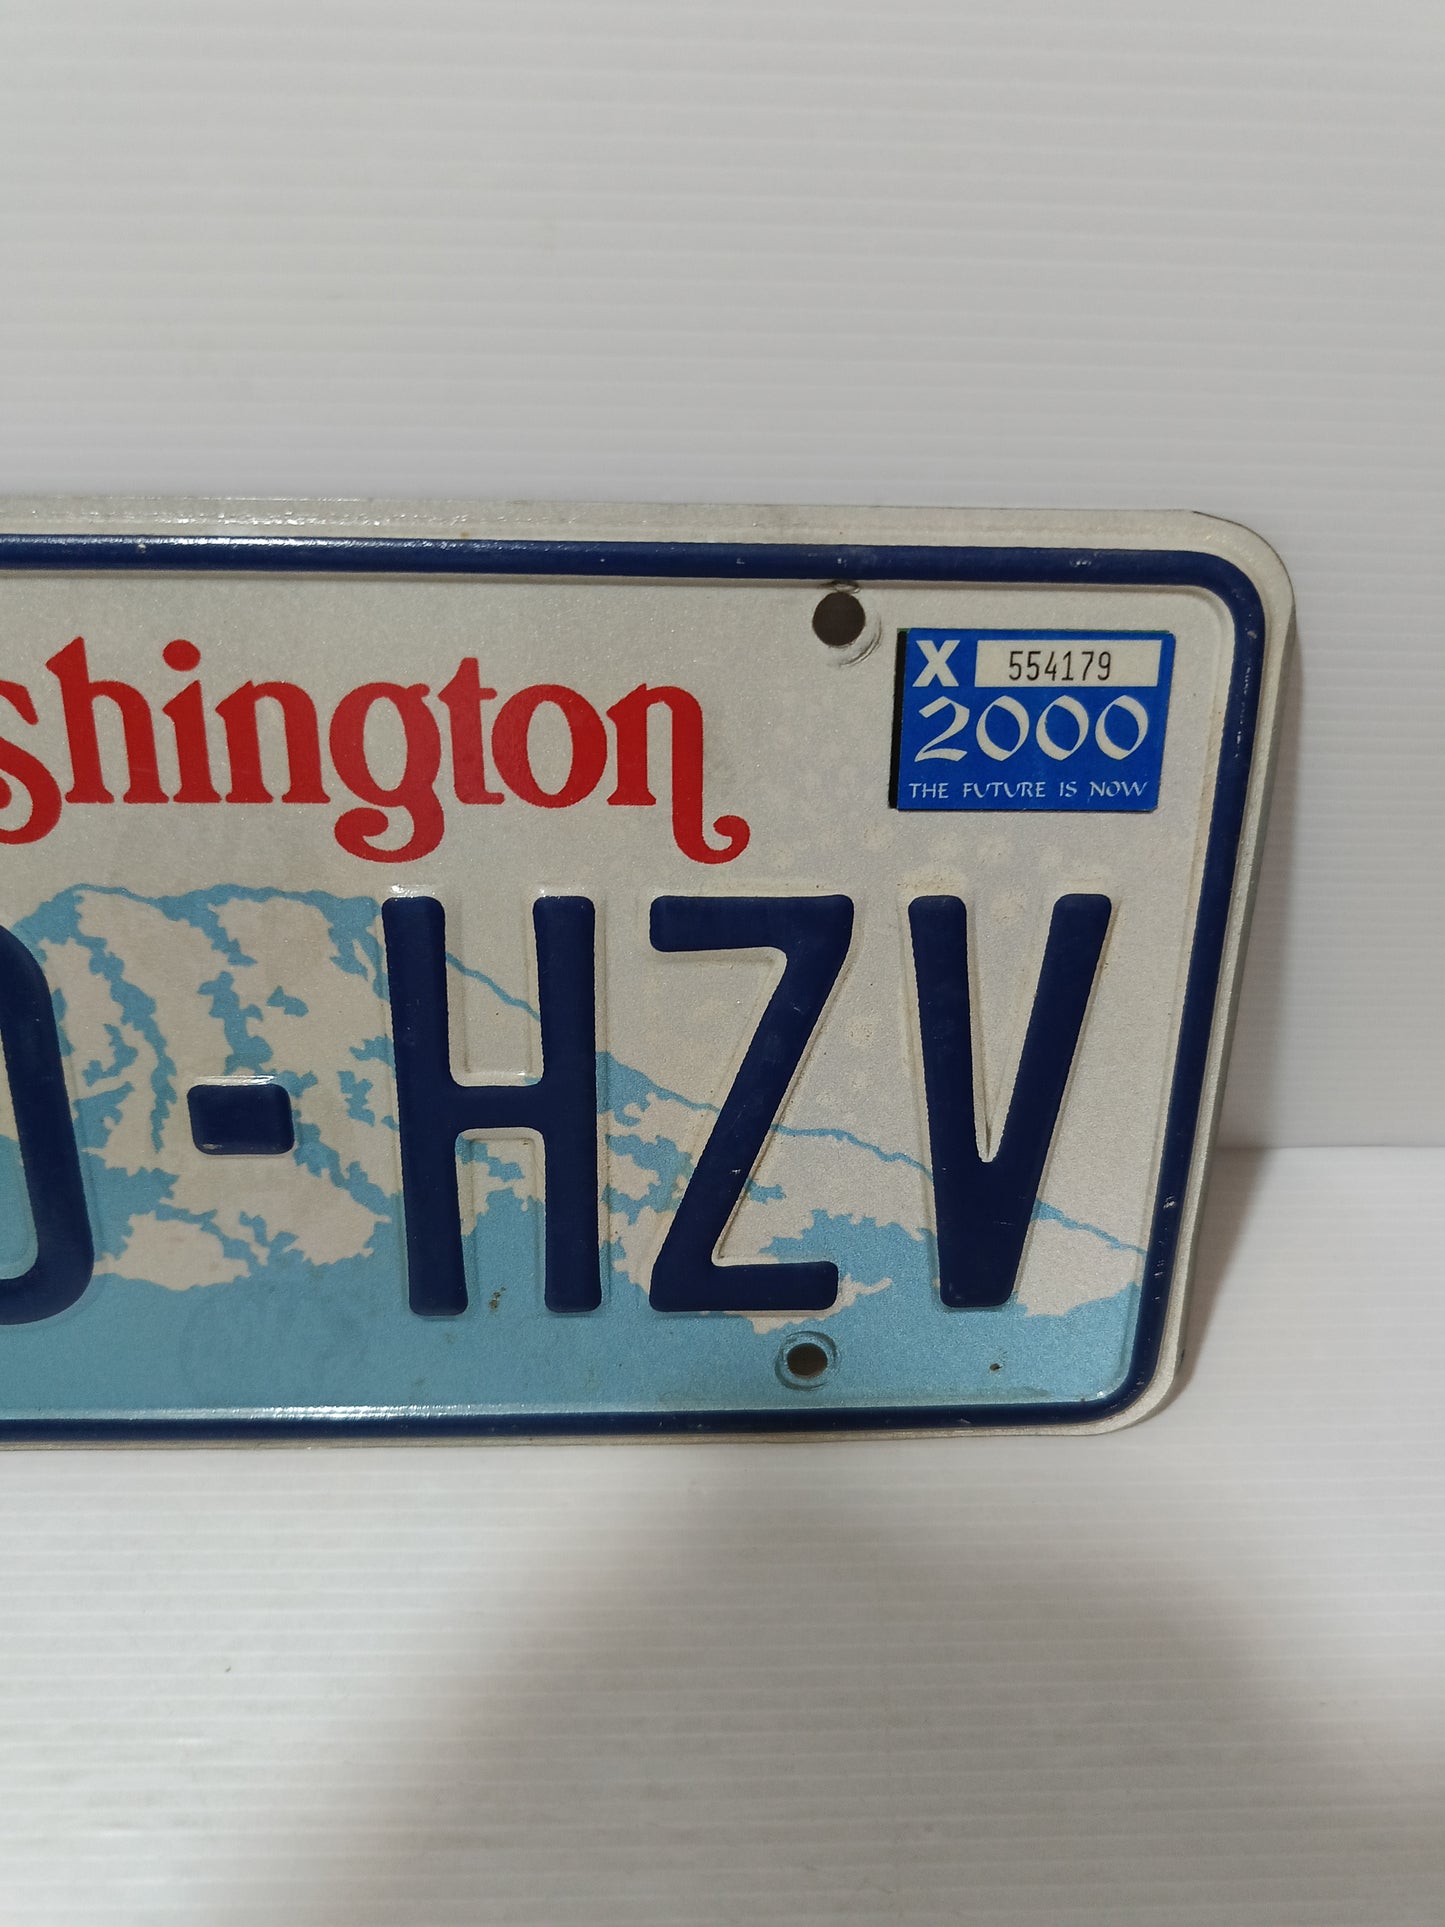 shington
X 554179
2000
THE FUTURE IS NOW
-HZV